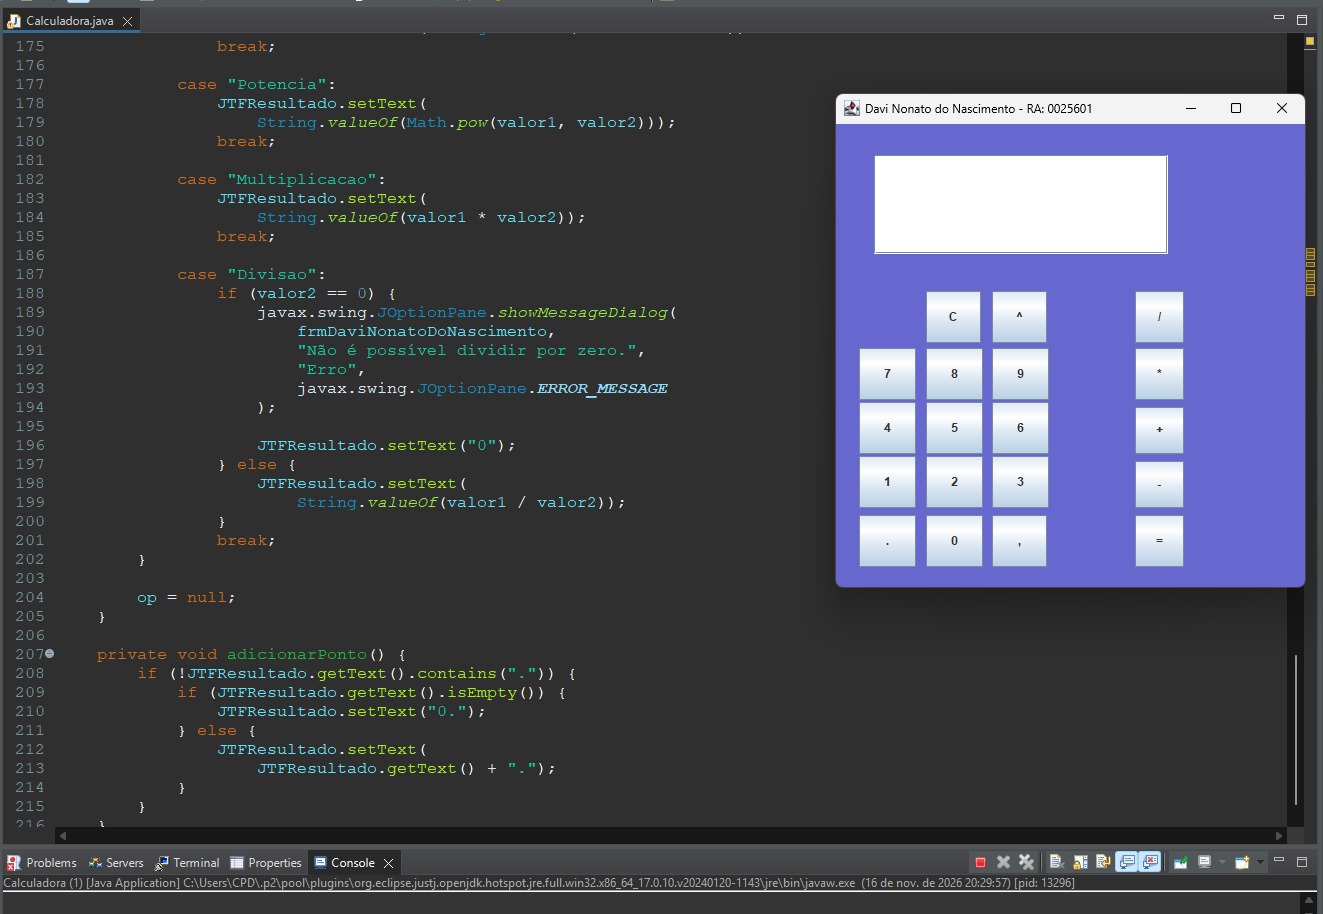 Calculadora.java
175 break;
176
177 case "Potencia":
178 JTFResultado.setText(
179 String.valueOf(Math.pow(valor1, valor2)));
180 break;
181
182 case "Multiplicacao":
183 JTFResultado.setText(
184 String.valueOf(valor1 * valor2));
185 break;
186
187 case "Divisao":
188 if (valor2 == 0) {
189 javax.swing.JOptionPane.showMessageDialog(
190 frmDaviNonatoDoNascimento,
191 "Não é possível dividir por zero.",
192 "Erro",
193 javax.swing.JOptionPane.ERROR_MESSAGE
194 );
195
196 JTFResultado.setText("0");
197 } else {
198 JTFResultado.setText(
199 String.valueOf(valor1 / valor2));
200 }
201 break;
202 }
203
204 op = null;
205 }
206
207 private void adicionarPonto() {
208 if (!JTFResultado.getText().contains(".")) {
209 if (JTFResultado.getText().isEmpty()) {
210 JTFResultado.setText("0.");
211 } else {
212 JTFResultado.setText(
213 JTFResultado.getText() + ".");
214 }
215 }
216 }
Davi Nonato do Nascimento - RA: 0025601
C ^ /
7 8 9 *
4 5 6 +
1 2 3 -
. 0 , =
Problems Servers Terminal Properties Console
Calculadora (1) [Java Application] C:\Users\CPD\.p2\pool\plugins\org.eclipse.justj.openjdk.hotspot.jre.full.win32.x86_64_17.0.10.v20240120-1143\jre\bin\javaw.exe (16 de nov. de 2026 20:29:57) [pid: 13296]